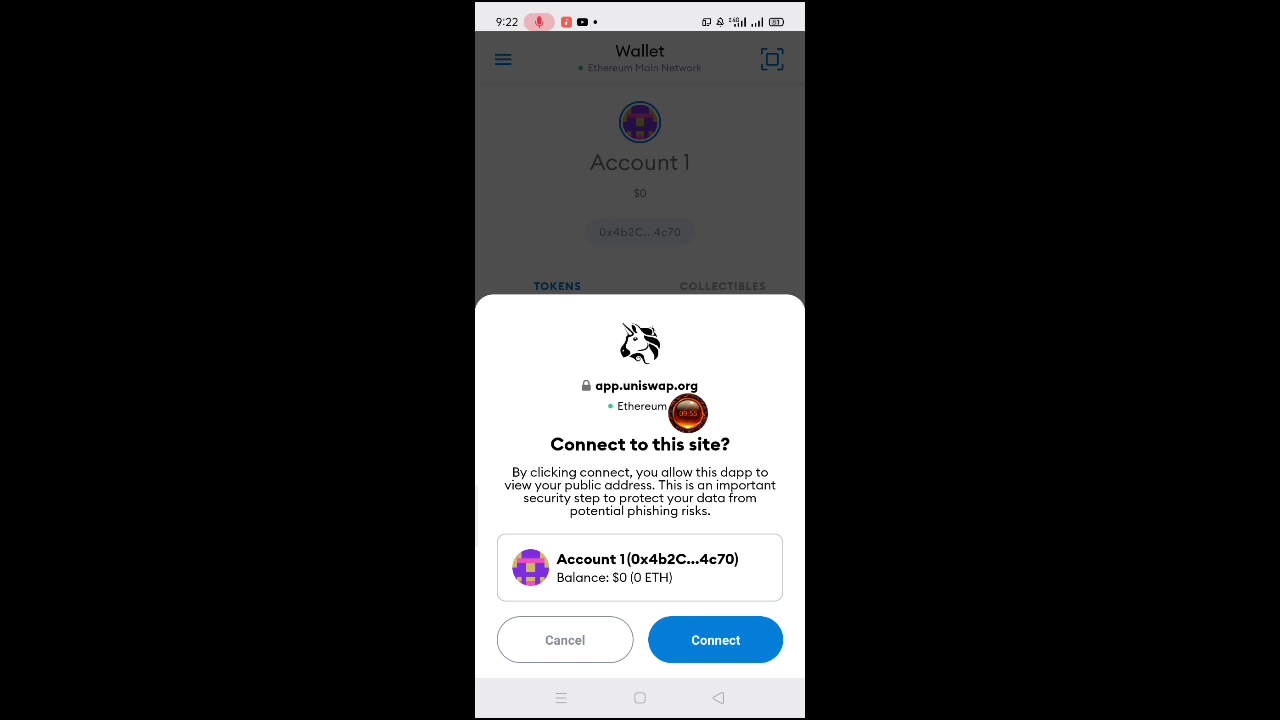 9:22
81
Wallet
Ethereum Main Network
Account 1
$0
0x4b2C...4c70
TOKENS COLLECTIBLES
app.uniswap.org
Ethereum
09:55
Connect to this site?
By clicking connect, you allow this dapp to
view your public address. This is an important
security step to protect your data from
potential phishing risks.
Account 1 (0x4b2C...4c70)
Balance: $0 (0 ETH)
Cancel Connect